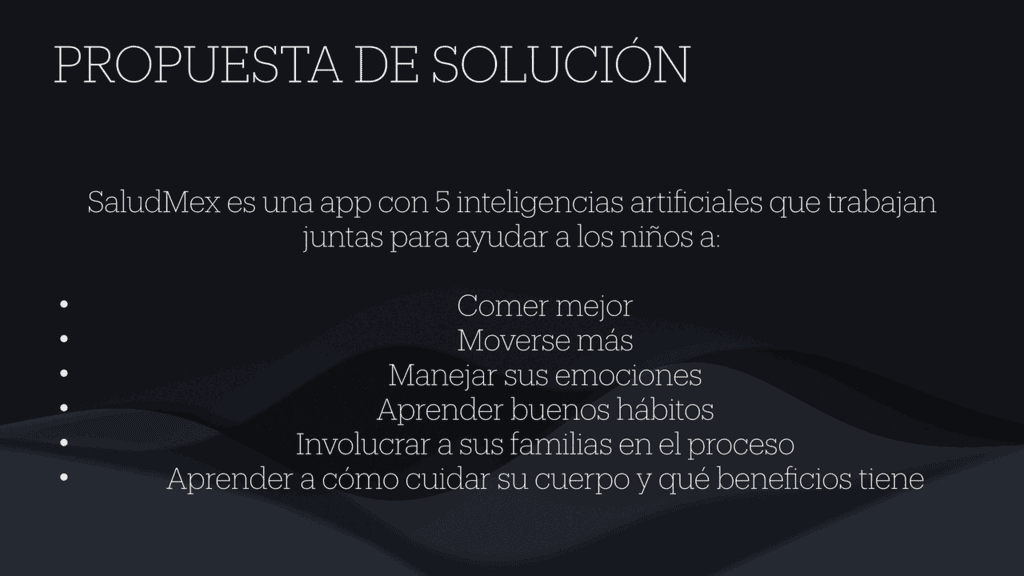 PROPUESTA DE SOLUCIÓN
SaludMex es una app con 5 inteligencias artificiales que trabajan
juntas para ayudar a los niños a:
• Comer mejor
• Moverse más
• Manejar sus emociones
• Aprender buenos hábitos
• Involucrar a sus familias en el proceso
• Aprender a cómo cuidar su cuerpo y qué beneficios tiene